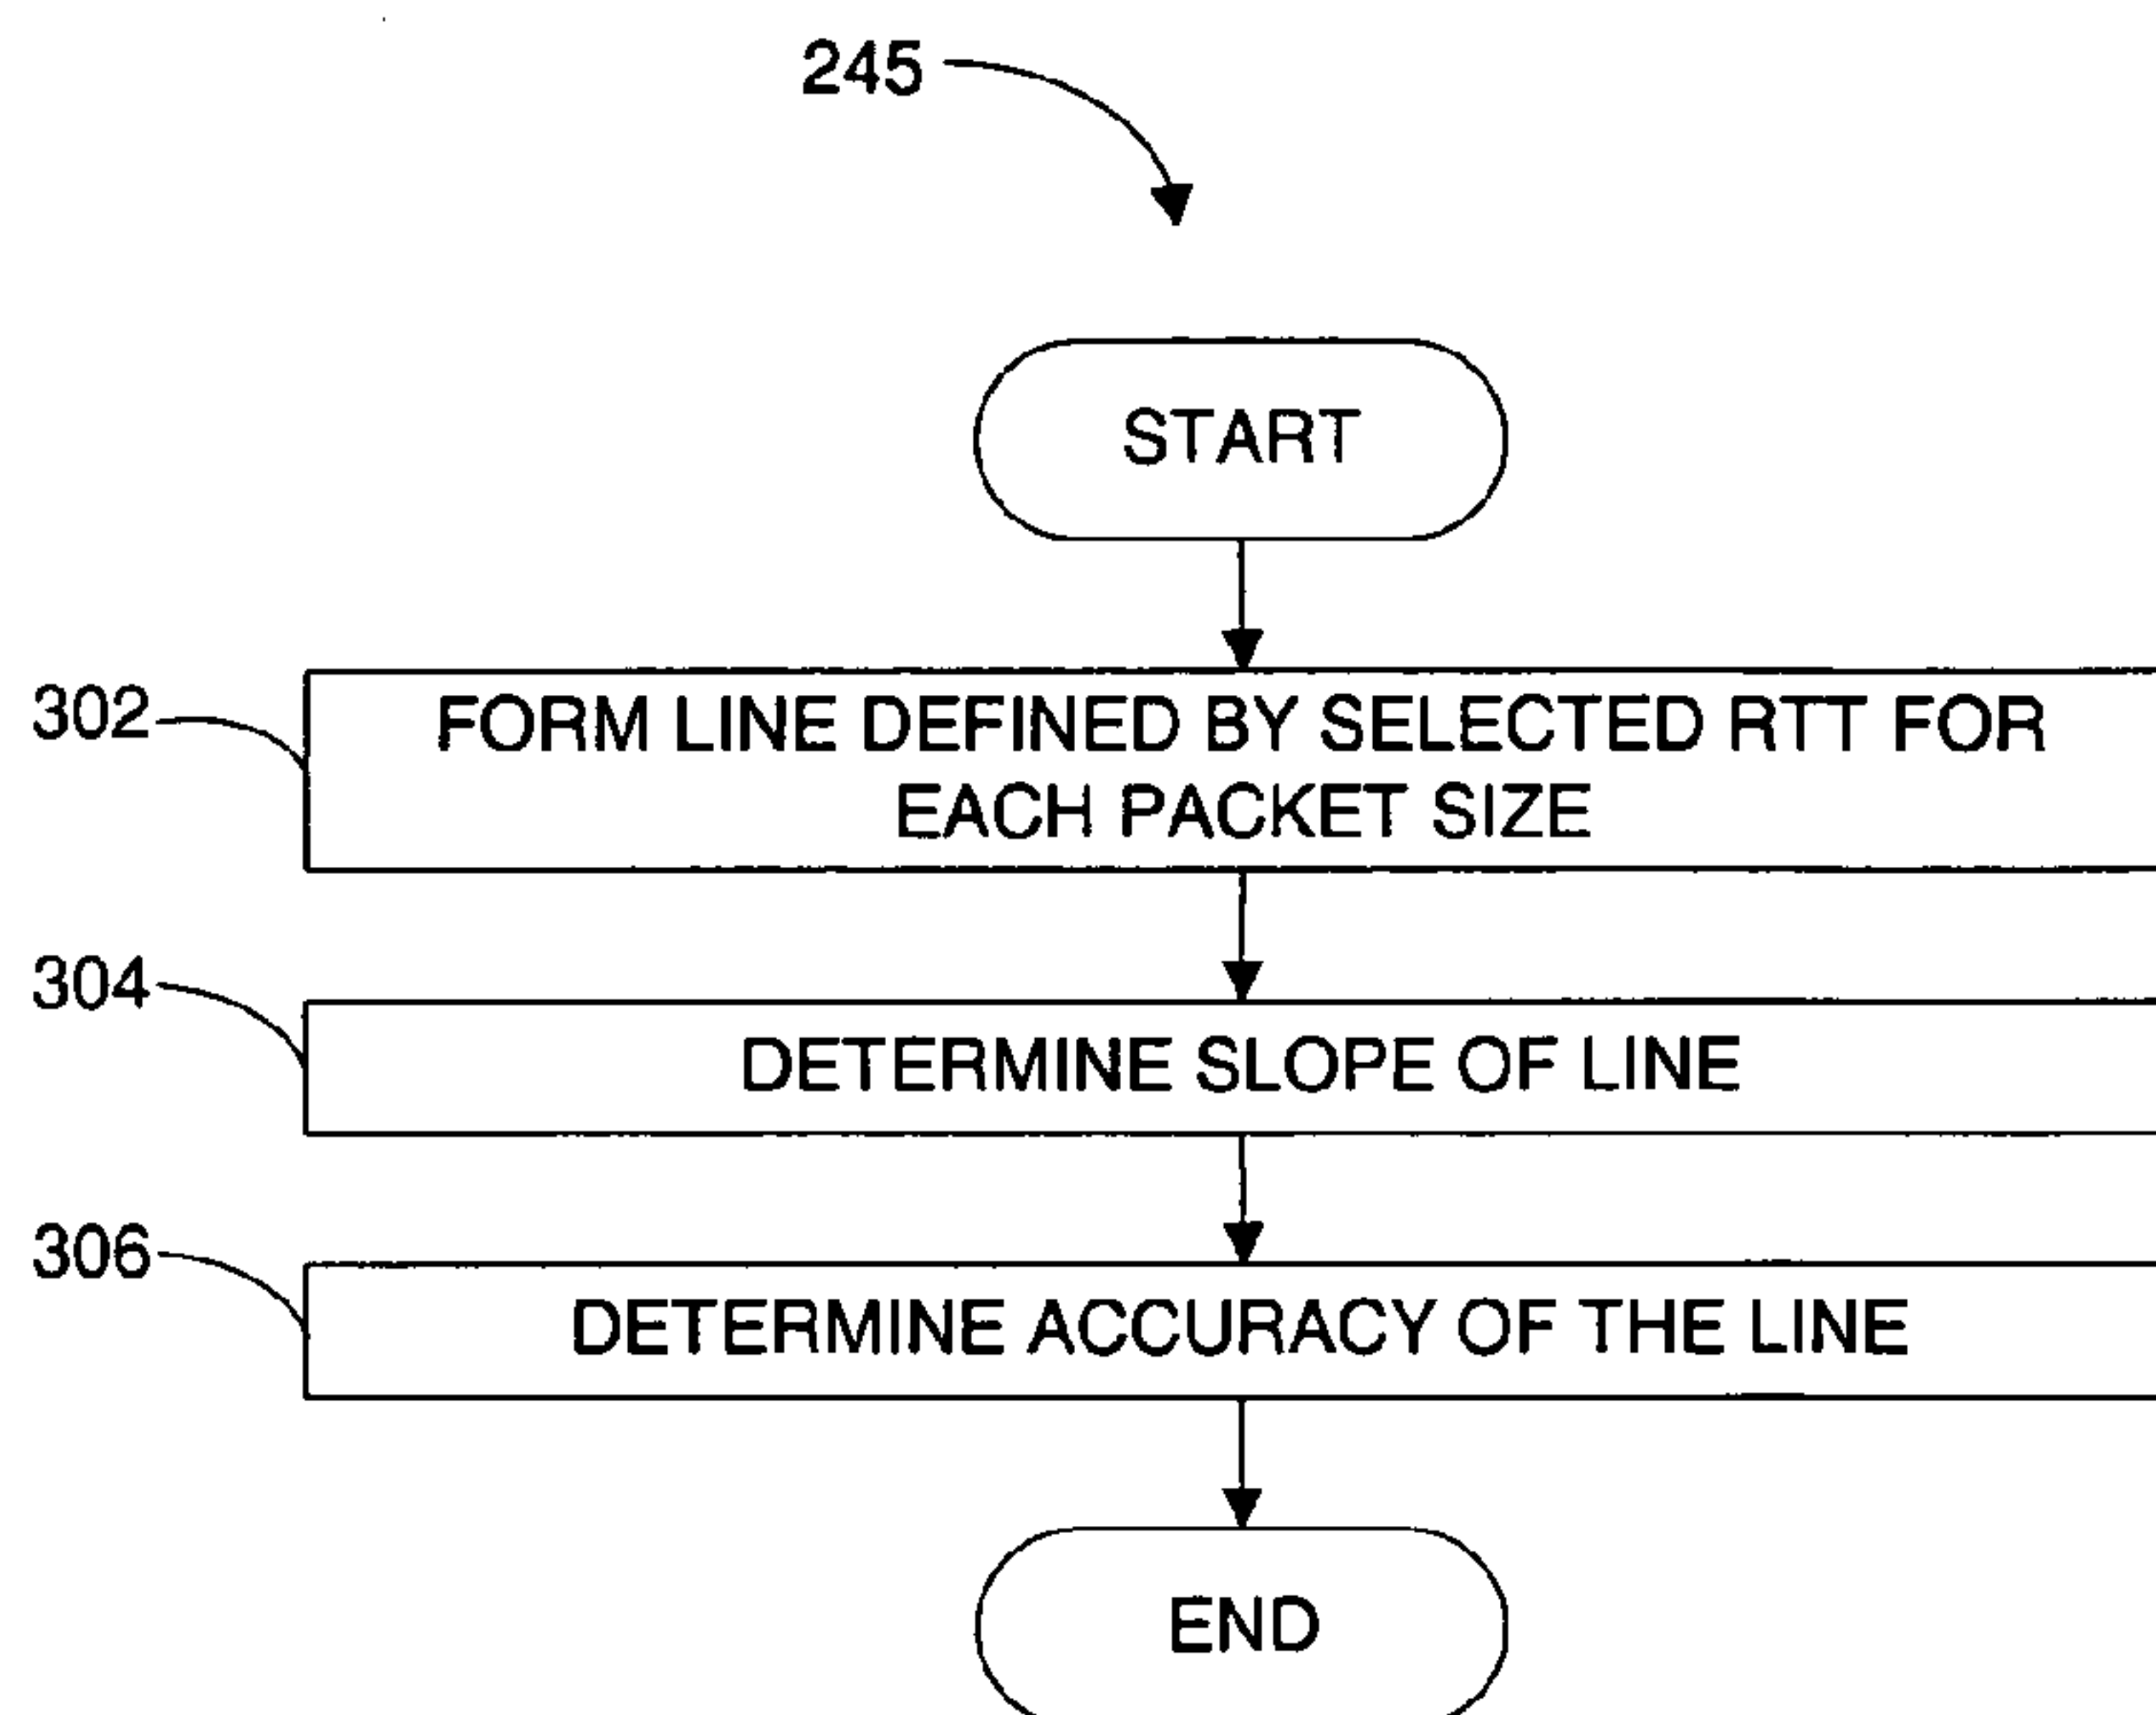 245
START
302
FORM LINE DEFINED BY SELECTED RTT FOR
EACH PACKET SIZE
304
DETERMINE SLOPE OF LINE
306
DETERMINE ACCURACY OF THE LINE
END